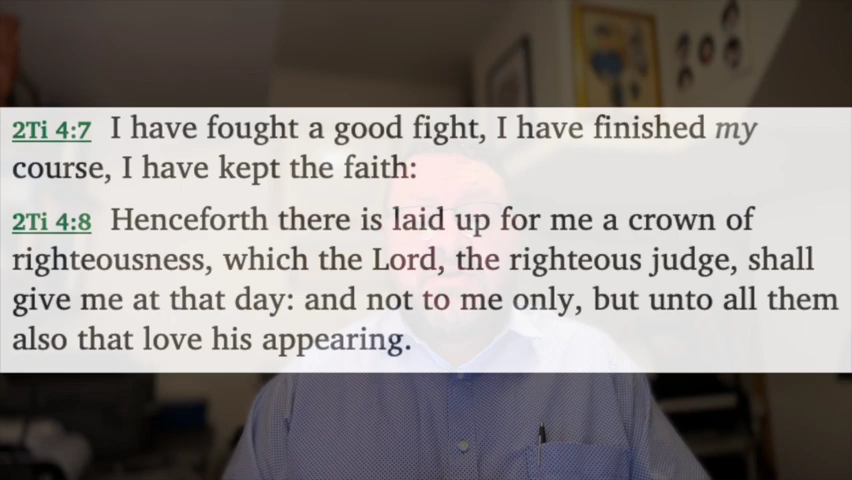 2Ti 4:7 I have fought a good fight, I have finished my
course, I have kept the faith:
2Ti 4:8 Henceforth there is laid up for me a crown of
righteousness, which the Lord, the righteous judge, shall
give me at that day: and not to me only, but unto all them
also that love his appearing.